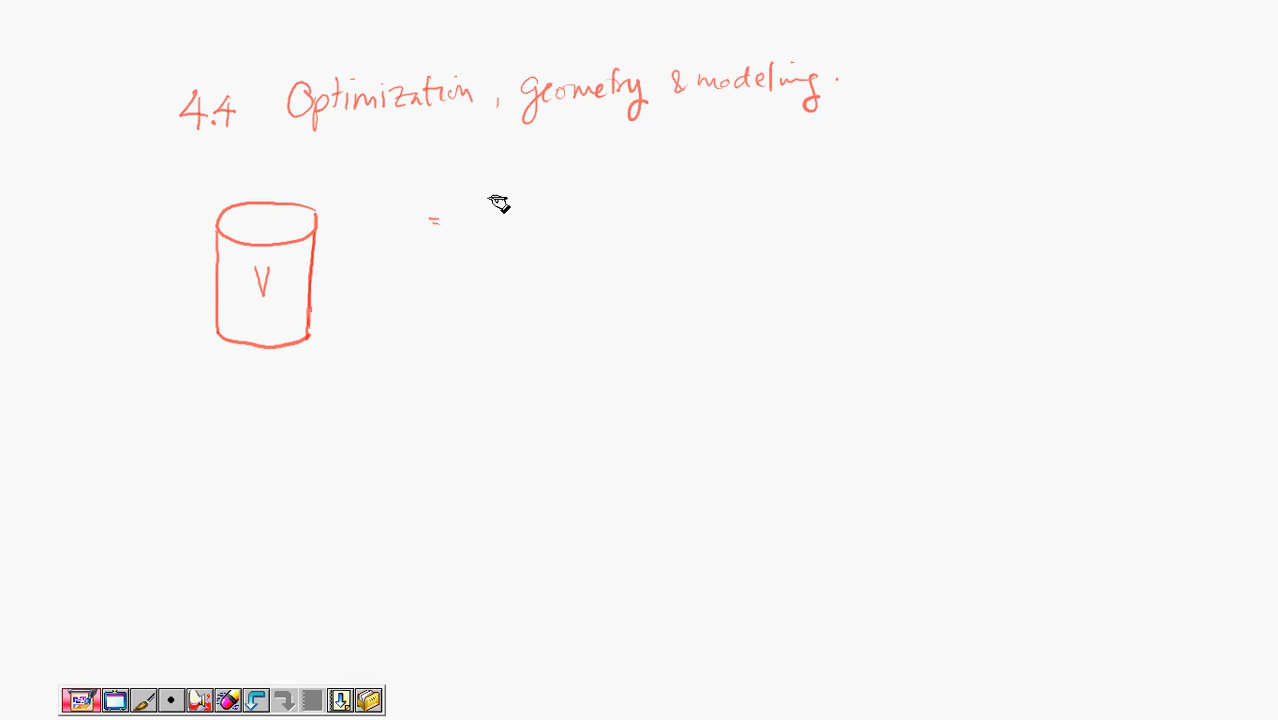 4.4 Optimization, geometry & modeling.
V
=